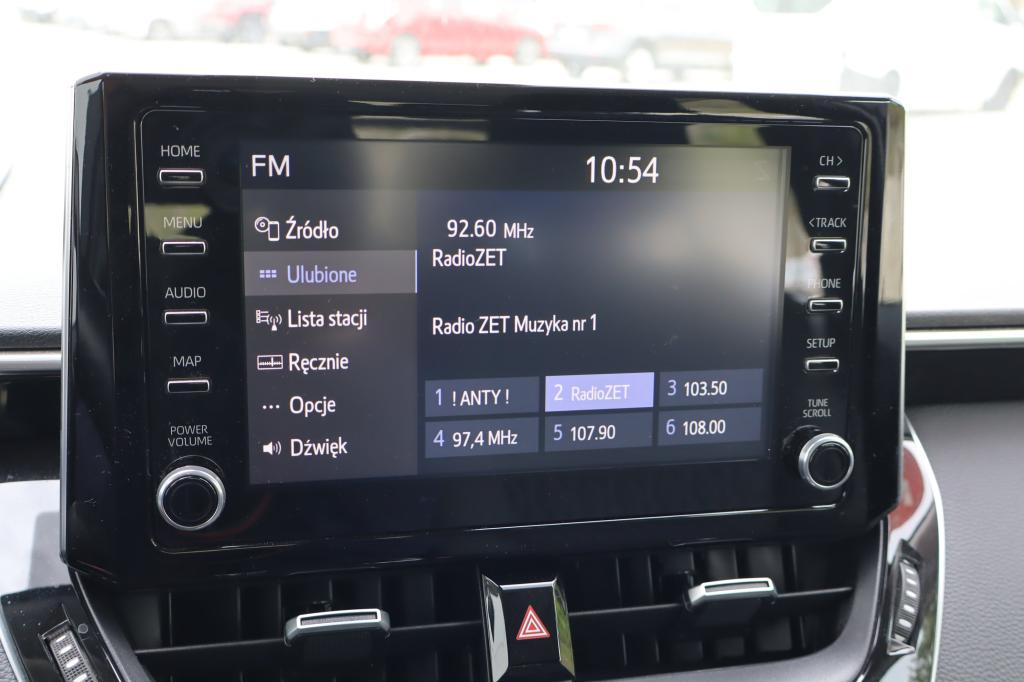 HOME
MENU
AUDIO
MAP
POWER
VOLUME
FM
10:54
Źródło
Ulubione
Lista stacji
Ręcznie
Opcje
Dźwięk
92.60 MHz
RadioZET
Radio ZET Muzyka nr 1
1 ! ANTY !
2 RadioZET
3 103.50
4 97,4 MHz
5 107.90
6 108.00
CH >
< TRACK
PHONE
SETUP
TUNE
SCROLL